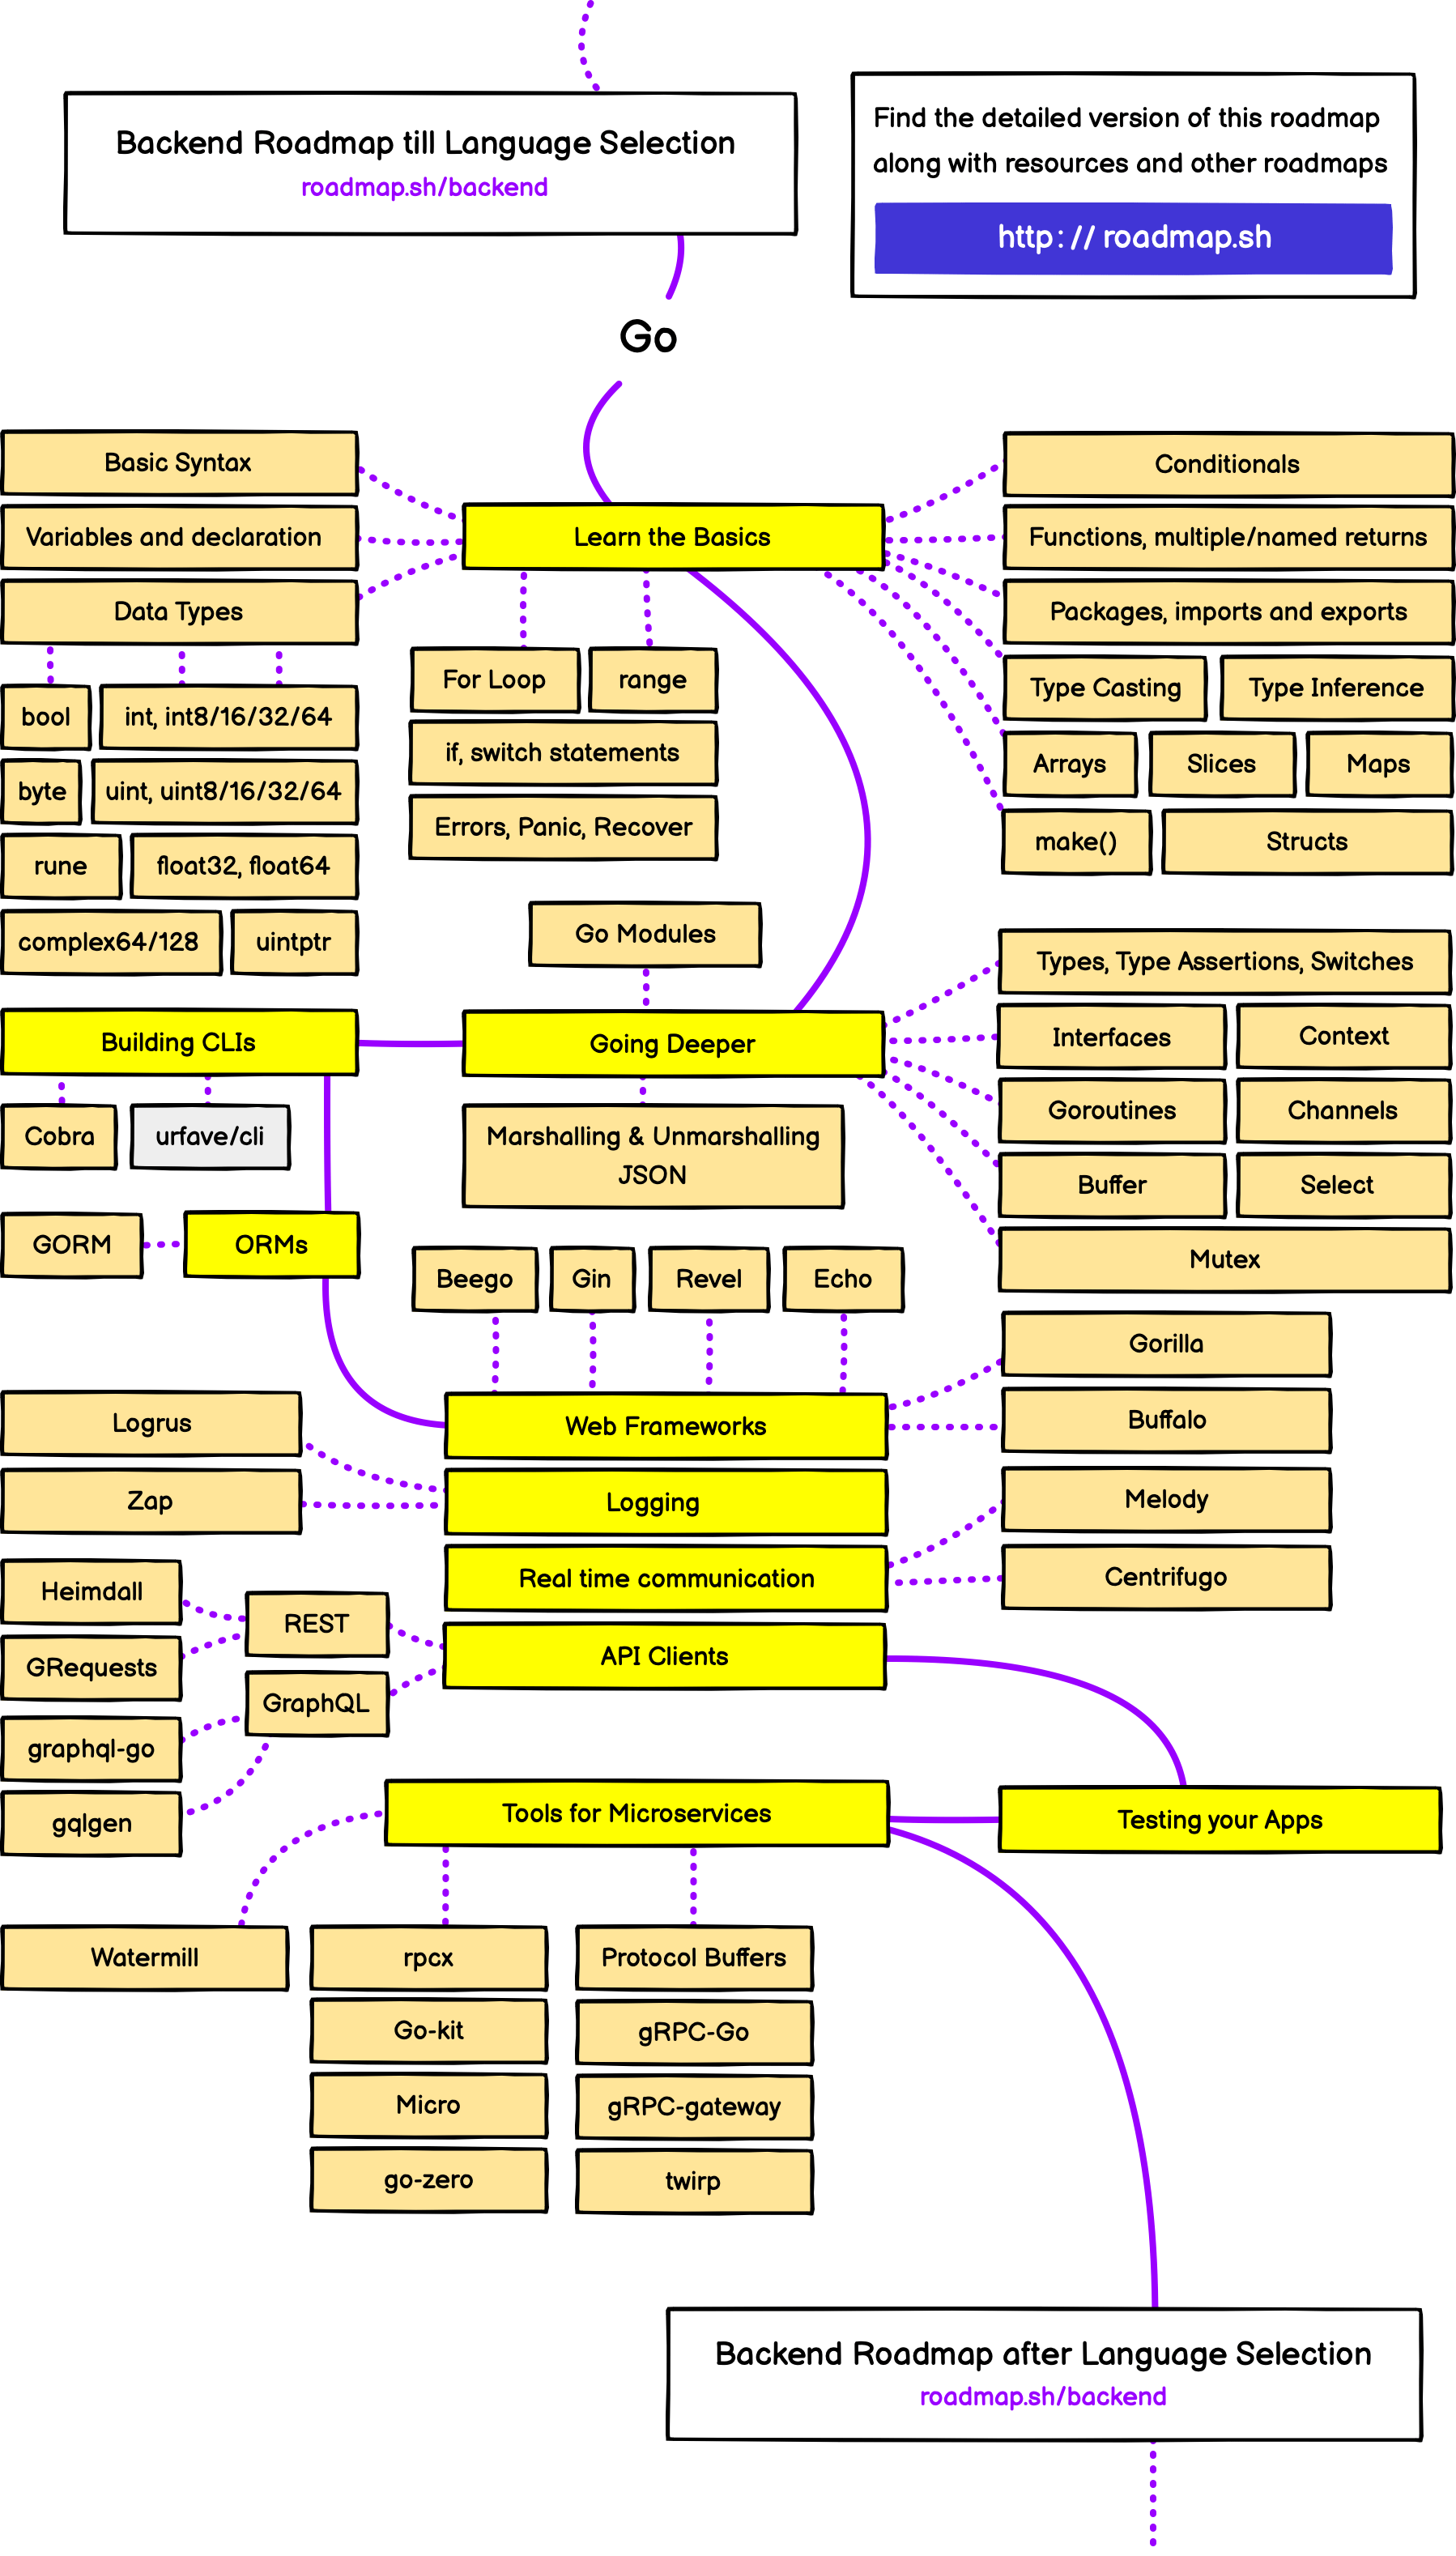 Backend Roadmap till Language Selection
roadmap.sh/backend
Find the detailed version of this roadmap
along with resources and other roadmaps
http://roadmap.sh
Go
Basic Syntax
Variables and declaration
Data Types
bool
int, int8/16/32/64
byte
uint, uint8/16/32/64
rune
float32, float64
complex64/128
uintptr
Learn the Basics
For Loop
range
if, switch statements
Errors, Panic, Recover
Conditionals
Functions, multiple/named returns
Packages, imports and exports
Type Casting
Type Inference
Arrays
Slices
Maps
make()
Structs
Go Modules
Going Deeper
Marshalling & Unmarshalling
JSON
Types, Type Assertions, Switches
Interfaces
Context
Goroutines
Channels
Buffer
Select
Mutex
Building CLIs
Cobra
urfave/cli
GORM
ORMs
Beego
Gin
Revel
Echo
Web Frameworks
Gorilla
Buffalo
Logrus
Zap
Logging
Real time communication
Melody
Centrifugo
Heimdall
GRequests
REST
GraphQL
graphql-go
gqlgen
API Clients
Tools for Microservices
Testing your Apps
Watermill
rpcx
Go-kit
Micro
go-zero
Protocol Buffers
gRPC-Go
gRPC-gateway
twirp
Backend Roadmap after Language Selection
roadmap.sh/backend